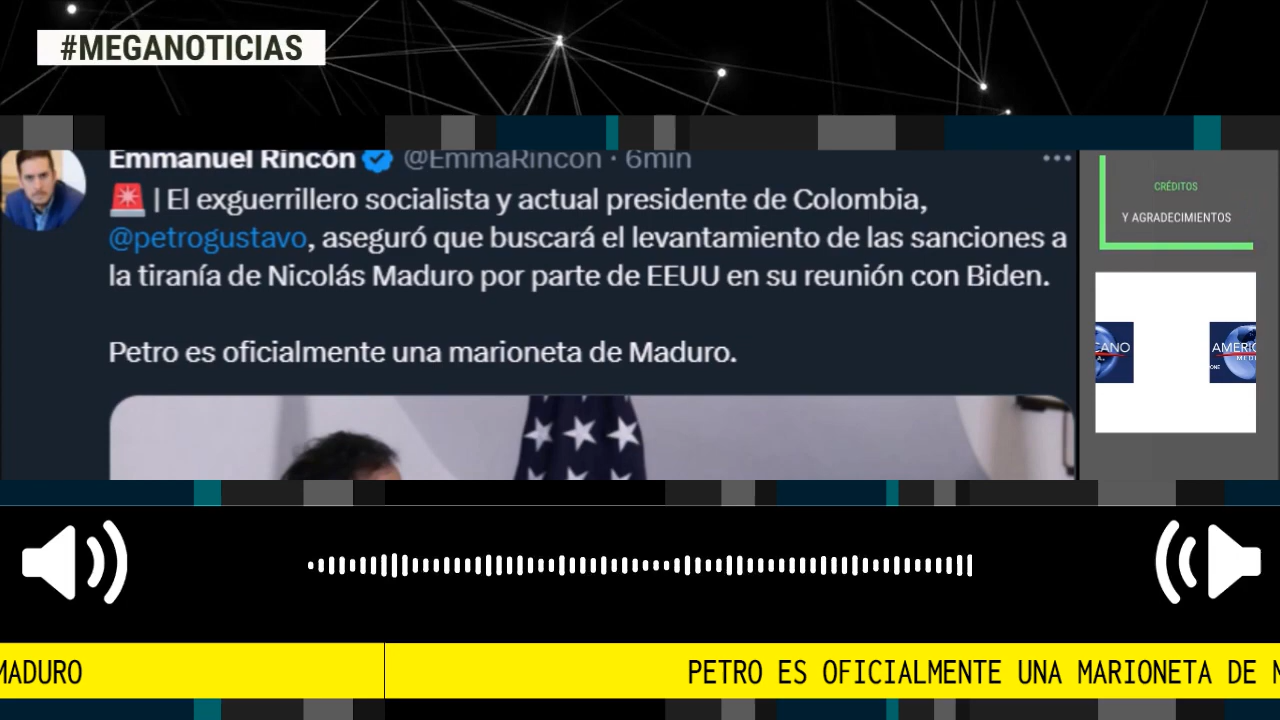 #MEGANOTICIAS
Emmanuel Rincón @EmmaRincon · 6min
| El exguerrillero socialista y actual presidente de Colombia,
@petrogustavo, aseguró que buscará el levantamiento de las sanciones a
la tiranía de Nicolás Maduro por parte de EEUU en su reunión con Biden.
Petro es oficialmente una marioneta de Maduro.
CRÉDITOS
Y AGRADECIMIENTOS
MADURO
PETRO ES OFICIALMENTE UNA MARIONETA DE